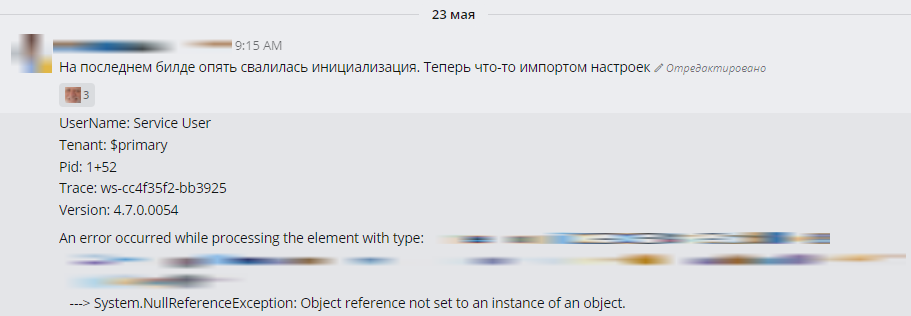 23 мая
9:15 AM
На последнем билде опять свалилась инициализация. Теперь что-то импортом настроек Отредактировано
3
UserName: Service User
Tenant: $primary
Pid: 1+52
Trace: ws-cc4f35f2-bb3925
Version: 4.7.0.0054
An error occurred while processing the element with type:
---> System.NullReferenceException: Object reference not set to an instance of an object.